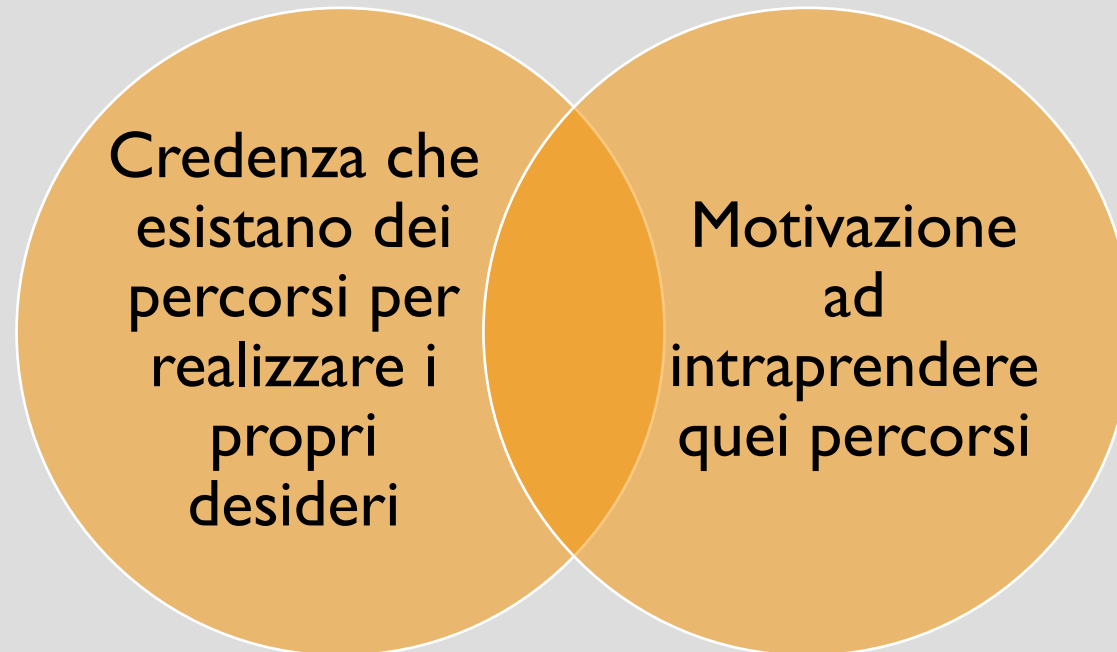 Credenza che
esistano dei
percorsi per
realizzare i
propri
desideri
Motivazione
ad
intraprendere
quei percorsi